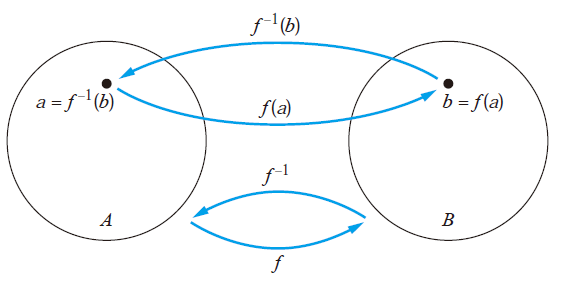 f⁻¹(b)
a = f⁻¹(b)
f(a)
b = f(a)
f⁻¹
A
B
f